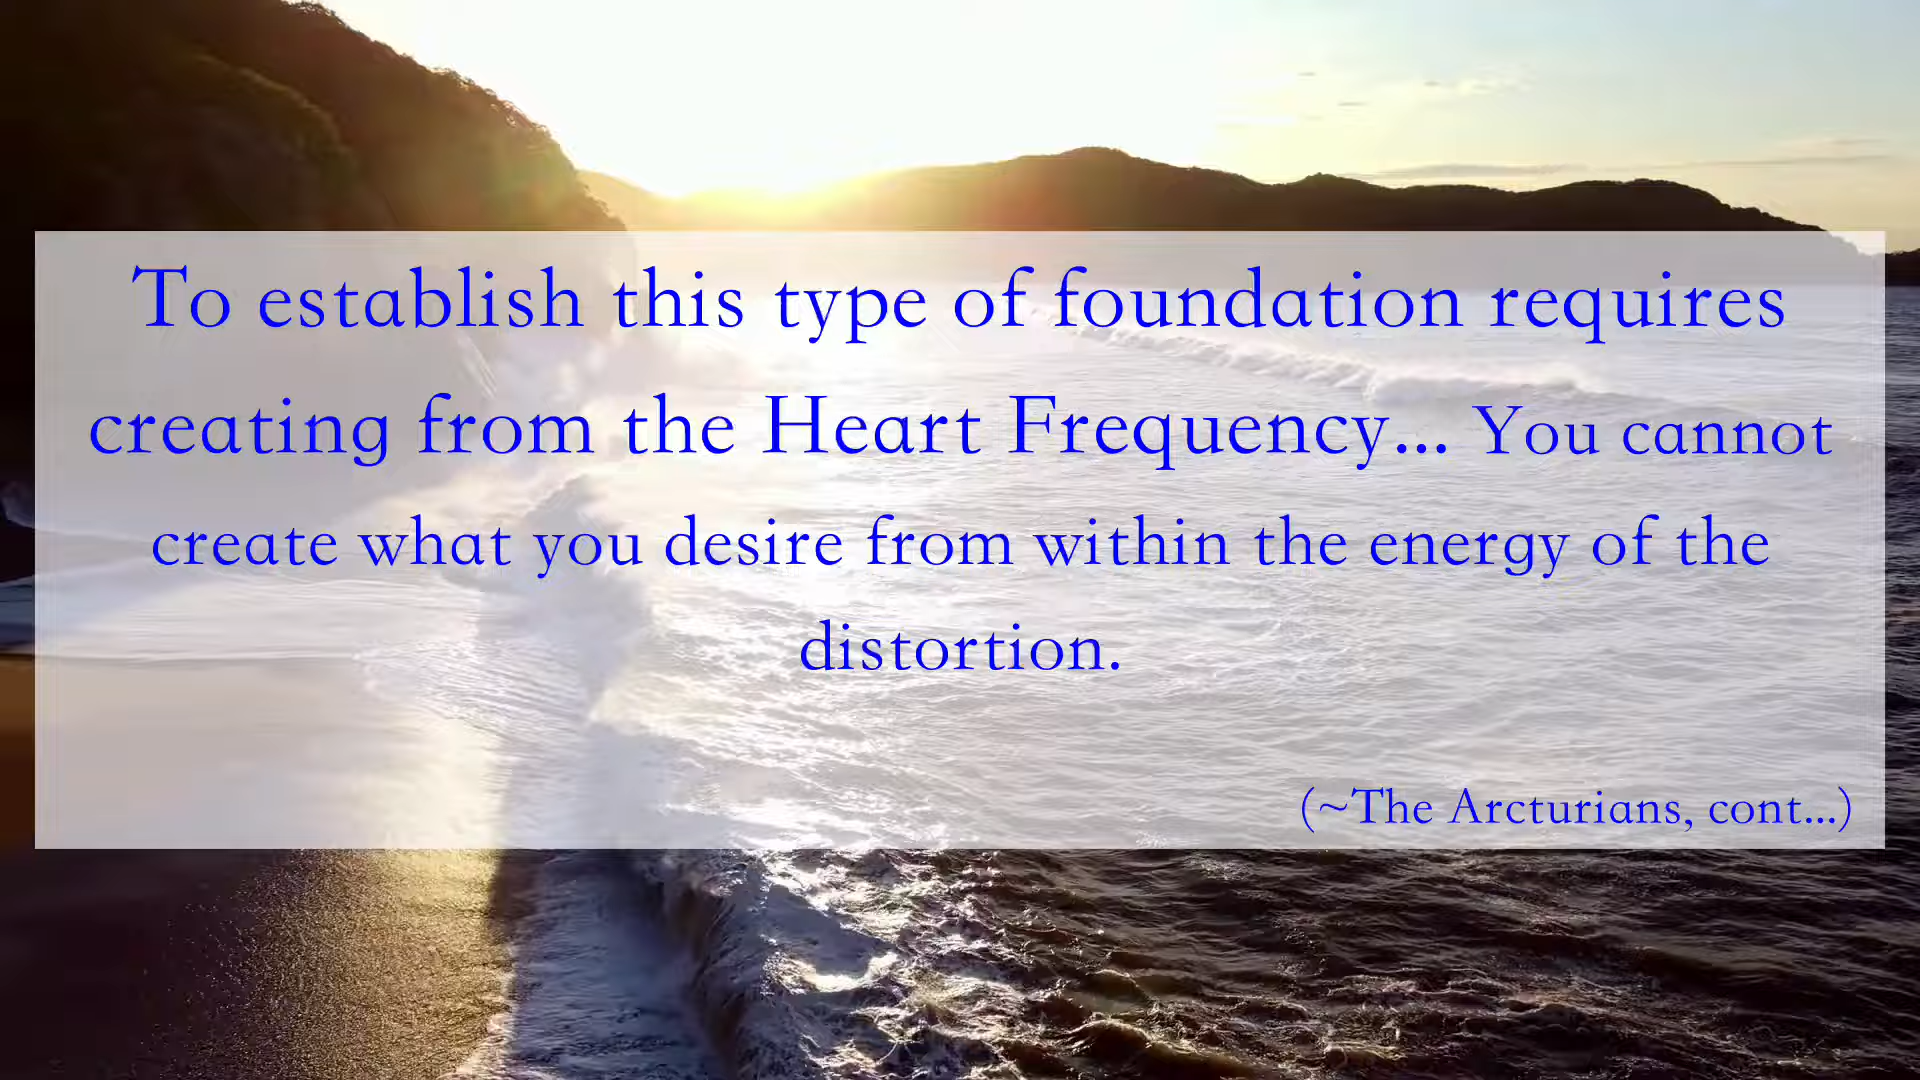 To establish this type of foundation requires
creating from the Heart Frequency... You cannot
create what you desire from within the energy of the
distortion.
(~The Arcturians, cont...)